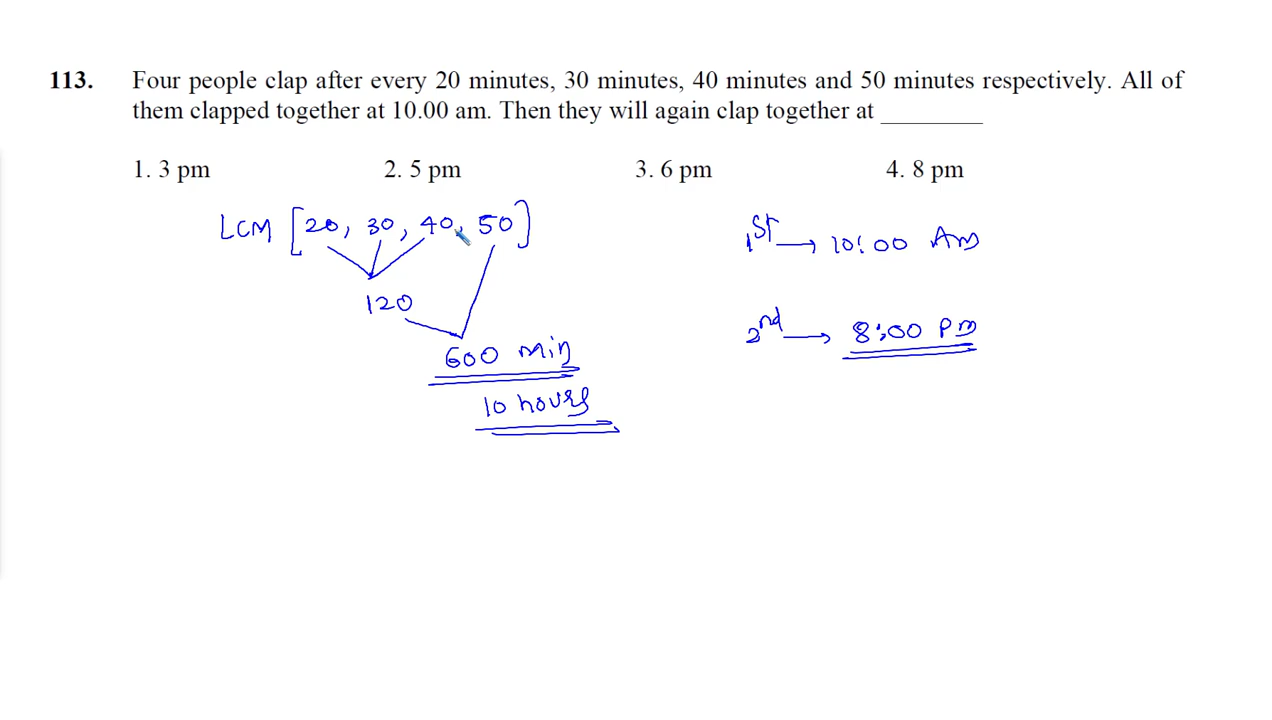 113. Four people clap after every 20 minutes, 30 minutes, 40 minutes and 50 minutes respectively. All of
them clapped together at 10.00 am. Then they will again clap together at ________
1. 3 pm 2. 5 pm 3. 6 pm 4. 8 pm
LCM [20, 30, 40, 50]
1st → 10:00 Am
120
2nd → 8:00 PM
600 min
10 hours